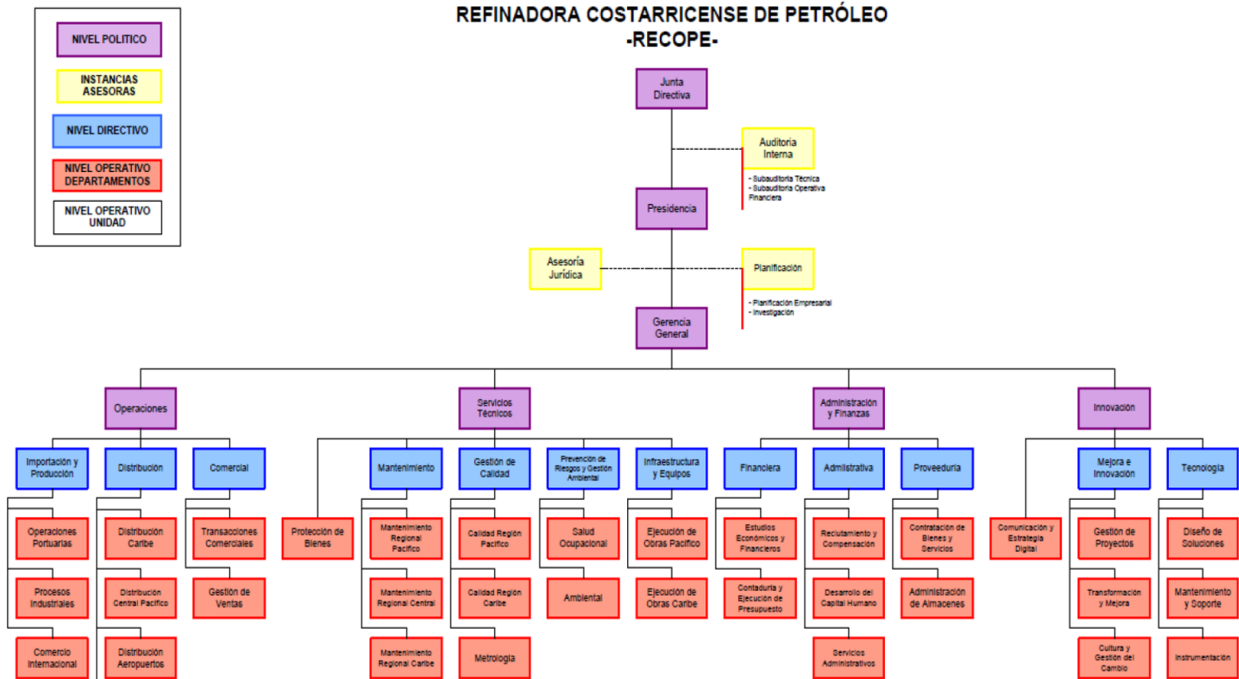 REFINADORA COSTARRICENSE DE PETRÓLEO
-RECOPE-
NIVEL POLITICO
INSTANCIAS
ASESORAS
NIVEL DIRECTIVO
NIVEL OPERATIVO
DEPARTAMENTOS
NIVEL OPERATIVO
UNIDAD
Junta
Directiva
Auditoria
Interna
- Subauditoria Técnica
- Subauditoria Operativa
Financiera
Presidencia
Asesoría
Jurídica
Planificación
- Planificación Empresarial
- Investigación
Gerencia
General
Operaciones
Servicios
Técnicos
Administración
y Finanzas
Innovación
Importación y
Producción
Distribución
Comercial
Mantenimiento
Gestión de
Calidad
Prevención de
Riesgos y Gestión
Ambiental
Infraestructura
y Equipos
Financiera
Admiistrativa
Proveeduria
Mejora e
Innovación
Tecnología
Operaciones
Portuarias
Distribución
Caribe
Transacciones
Comerciales
Protección de
Bienes
Mantenimiento
Regional
Pacífico
Calidad Región
Pacífico
Salud
Ocupacional
Ejecución de
Obras Pacífico
Estudios
Económicos y
Financieros
Reclutamiento y
Compensación
Contratación de
Bienes y
Servicios
Comunicación y
Estrategia
Digital
Gestión de
Proyectos
Diseño de
Soluciones
Procesos
Industriales
Distribución
Central Pacífico
Gestión de
Ventas
Mantenimiento
Regional Central
Calidad Región
Caribe
Ambiental
Ejecución de
Obras Caribe
Contaduría y
Ejecución de
Presupuesto
Desarrollo del
Capital Humano
Administración
de Almacenes
Transformación
y Mejora
Mantenimiento
y Soporte
Comercio
Internacional
Distribución
Aeropuertos
Mantenimiento
Regional Caribe
Metrología
Servicios
Administrativos
Cultura y
Gestión del
Cambio
Instrumentación